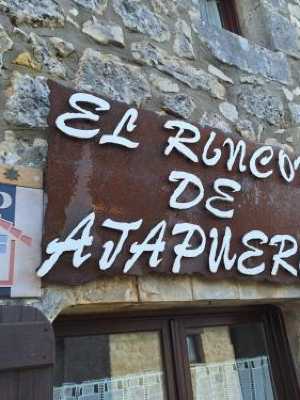 EL RINCO
DE
ATAPUER
P